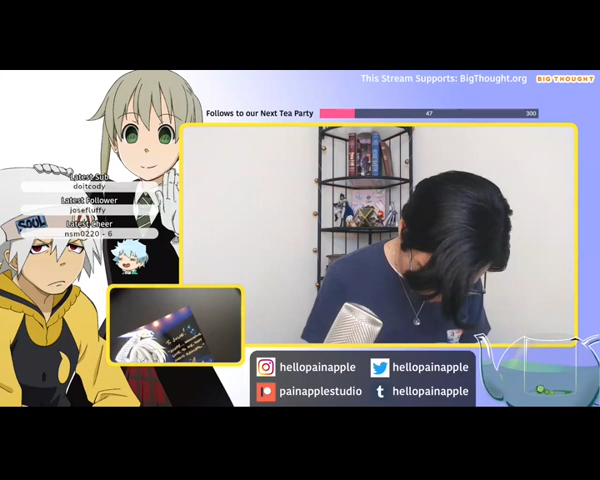 This Stream Supports: BigThought.org BIG THOUGHT
Follows to our Next Tea Party 47 300
Latest Sub
doitcody
Latest Follower
josefluffy
Latest Cheer
nsm0220 - 6
SOUL
hellopainapple hellopainapple
painapplestudio hellopainapple